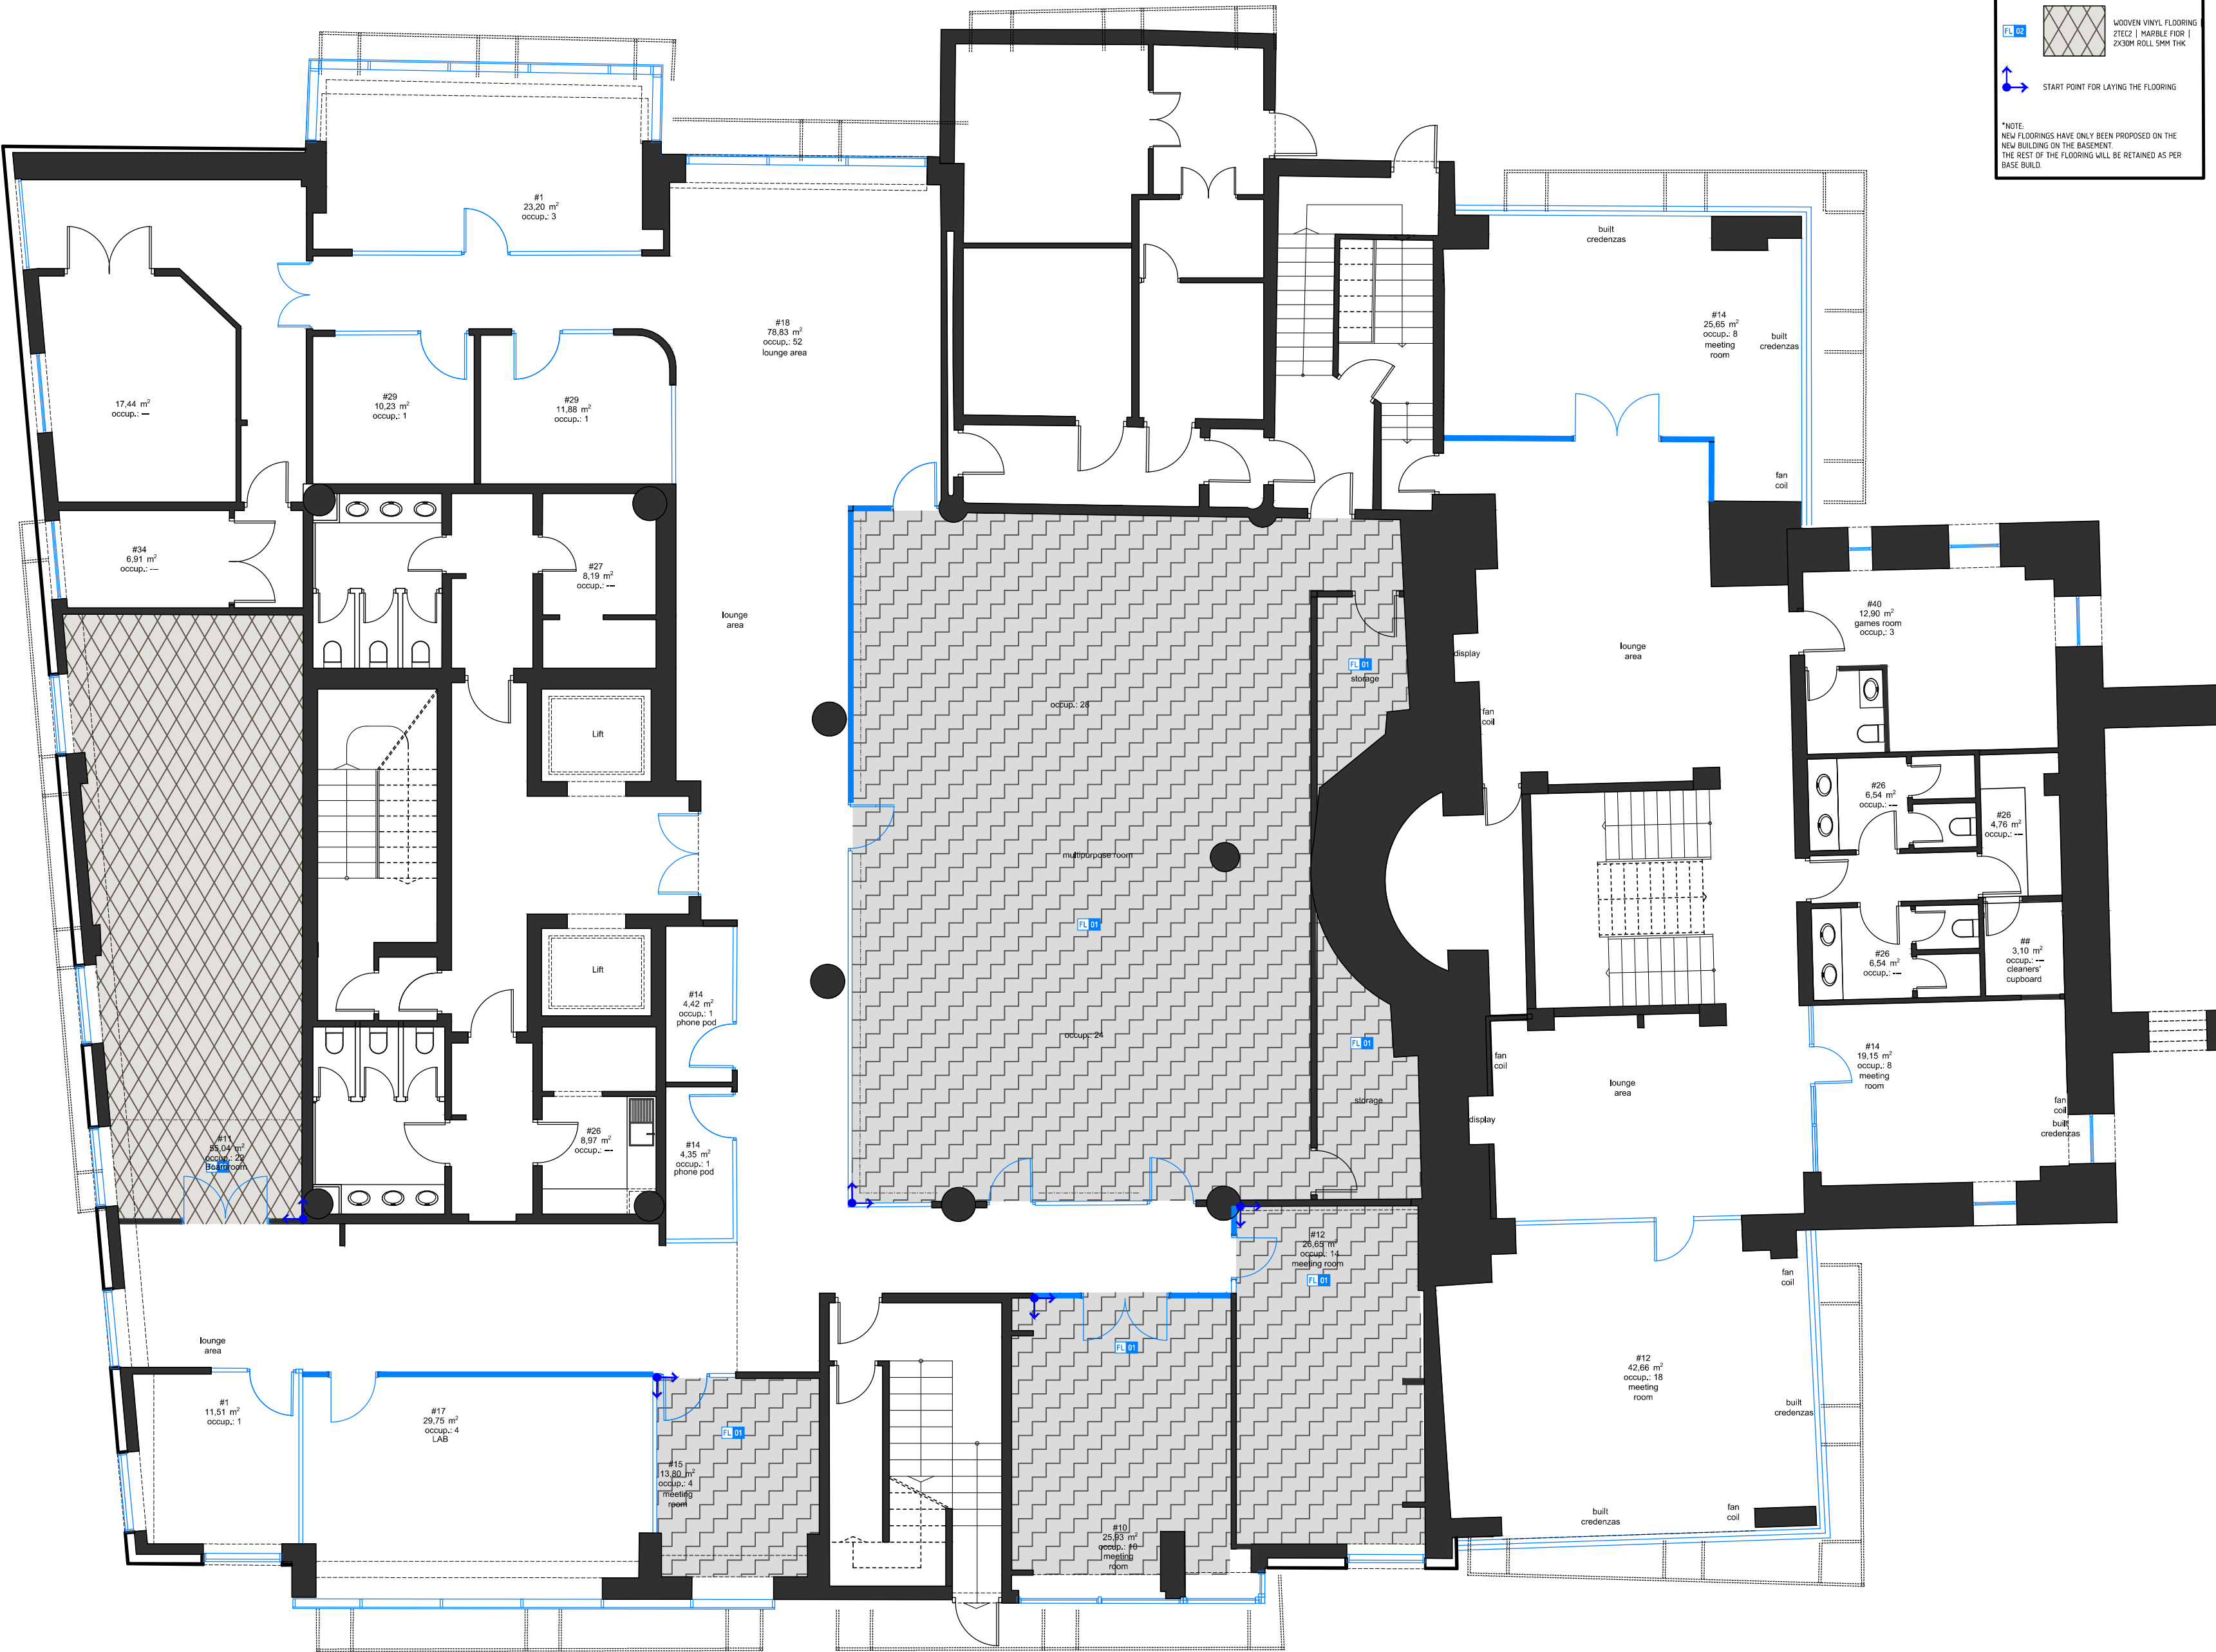 FL 02
WOOVEN VINYL FLOORING |
2TEC2 | MARBLE FIOR |
2X30M ROLL 5MM THK
START POINT FOR LAYING THE FLOORING
*NOTE:
NEW FLOORINGS HAVE ONLY BEEN PROPOSED ON THE
NEW BUILDING ON THE BASEMENT.
THE REST OF THE FLOORING WILL BE RETAINED AS PER
BASE BUILD.
#1
23,20 m²
occup.: 3
built
credenzas
#18
78,83 m²
occup.: 52
lounge area
#14
25,65 m²
occup.: 8
meeting
room
built
credenzas
17,44 m²
occup.: ---
#29
10,23 m²
occup.: 1
#29
11,88 m²
occup.: 1
fan
coil
#34
6,91 m²
occup.: ---
#27
8,19 m²
occup.: ---
lounge
area
#40
12,90 m²
games room
occup.: 3
display
lounge
area
FL 01
storage
occup.: 28
fan
coil
Lift
#26
6,54 m²
occup.: ---
#26
4,76 m²
occup.: ---
multipurpose room
FL 01
Lift
#26
6,54 m²
occup.: ---
##
3,10 m²
occup.: ---
cleaners'
cupboard
#14
4,42 m²
occup.: 1
phone pod
occup.: 24
FL 01
fan
coil
lounge
area
#14
19,15 m²
occup.: 8
meeting
room
fan
coil
built
credenzas
storage
display
#11
55,04 m²
occup.: 22
Boardroom
#26
8,97 m²
occup.: ---
#14
4,35 m²
occup.: 1
phone pod
#12
26,65 m²
occup.: 14
meeting room
FL 01
fan
coil
lounge
area
FL 01
#12
42,66 m²
occup.: 18
meeting
room
built
credenzas
#1
11,51 m²
occup.: 1
#17
29,75 m²
occup.: 4
LAB
FL 01
#15
13,80 m²
occup.: 4
meeting
room
#10
25,93 m²
occup.: 10
meeting
room
built
credenzas
fan
coil